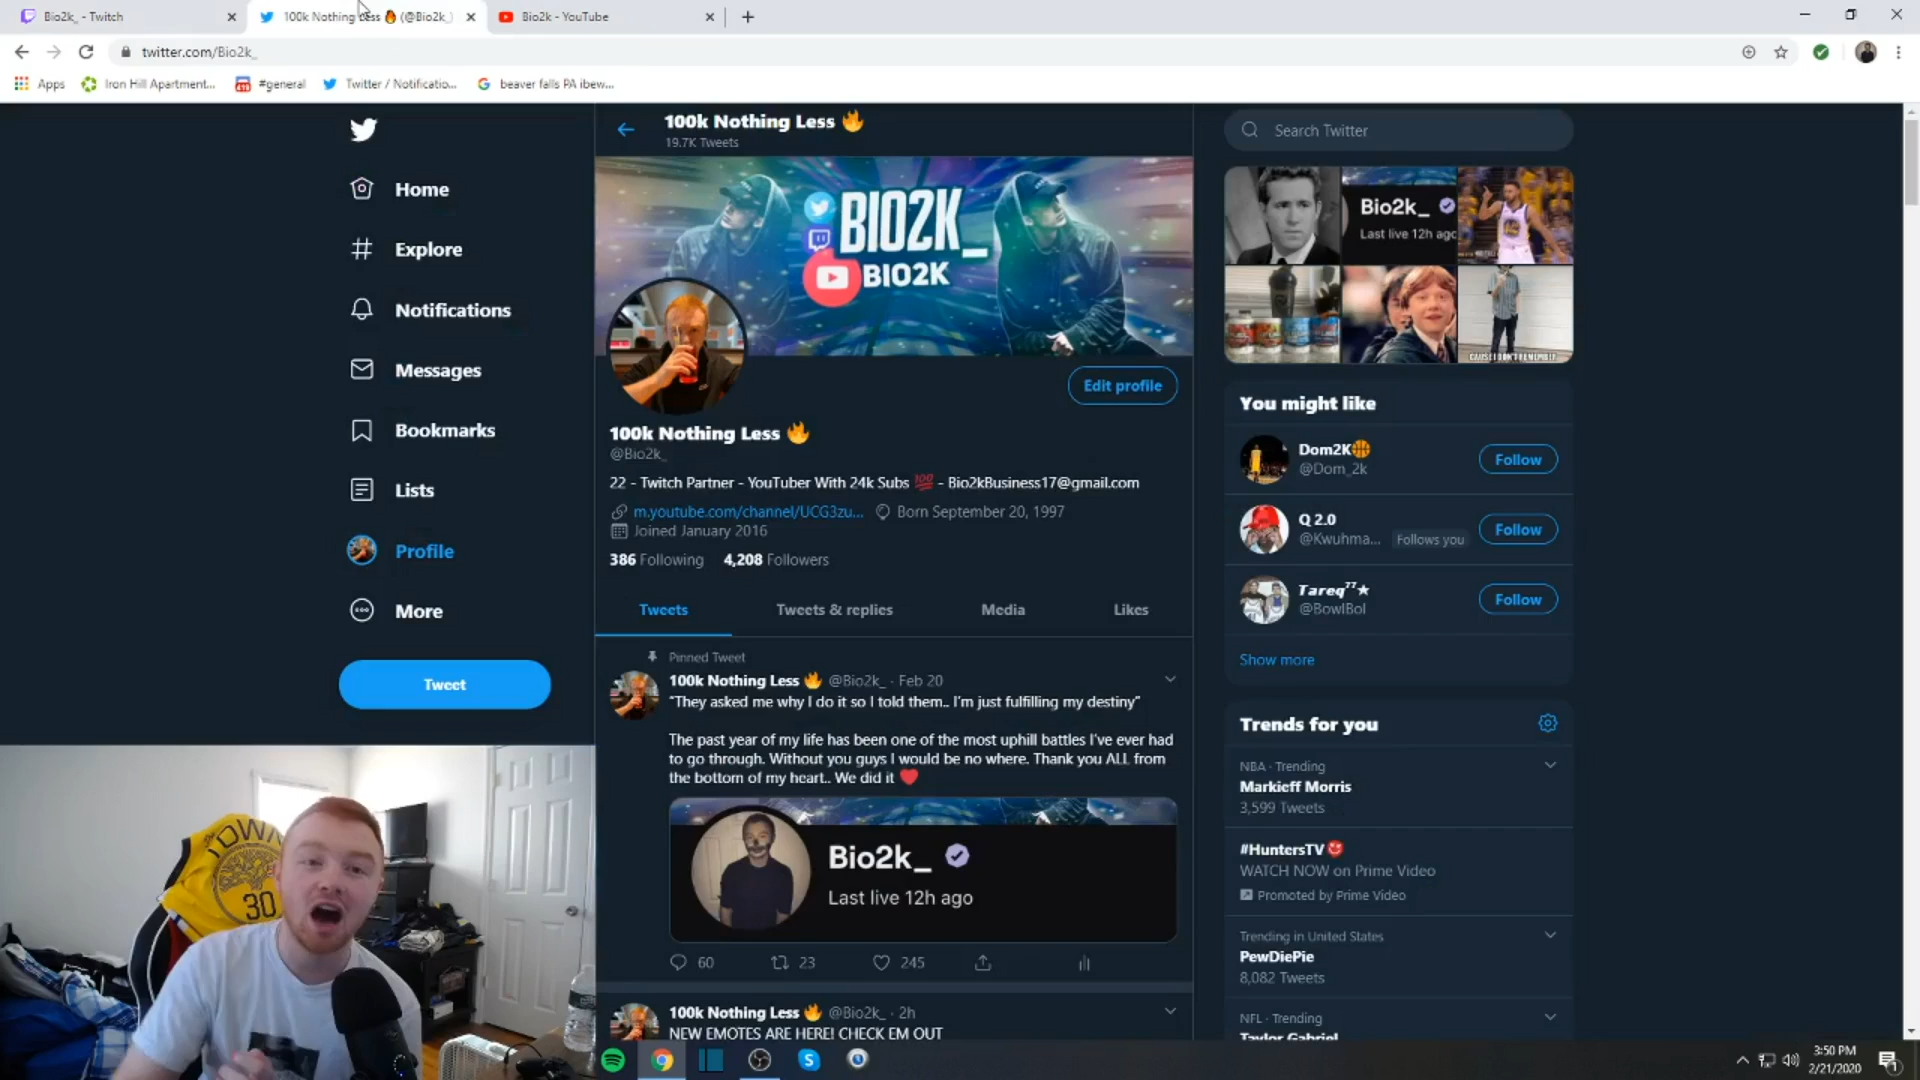 Bio2k_ - Twitch
100k Nothing Less 🔥 (@Bio2k_)
Bio2k - YouTube
twitter.com/Bio2k_
Apps
Iron Hill Apartment...
#general
Twitter / Notificatio...
beaver falls PA ibew...
100k Nothing Less 🔥
19.7K Tweets
Search Twitter
Home
Explore
Notifications
Messages
Bookmarks
Lists
Profile
More
Tweet
BIO2K_
BIO2K
Edit profile
100k Nothing Less 🔥
@Bio2k_
22 - Twitch Partner - YouTuber With 24k Subs 💯 - Bio2kBusiness17@gmail.com
m.youtube.com/channel/UCG3zu... Born September 20, 1997
Joined January 2016
386 Following 4,208 Followers
Tweets
Tweets & replies
Media
Likes
Pinned Tweet
100k Nothing Less 🔥 @Bio2k_ · Feb 20
"They asked me why I do it so I told them.. I'm just fulfilling my destiny"
The past year of my life has been one of the most uphill battles I've ever had
to go through. Without you guys I would be no where. Thank you ALL from
the bottom of my heart.. We did it ❤️
Bio2k_
Last live 12h ago
60
23
245
100k Nothing Less 🔥 @Bio2k_ · 2h
NEW EMOTES ARE HERE! CHECK EM OUT
Bio2k_
Last live 12h ago
CAUSE I DON'T REMEMBER
You might like
Dom2K🏀
@Dom_2k
Follow
Q 2.0
@Kwuhma... Follows you
Follow
Tareq⁷⁷★
@BowlBol
Follow
Show more
Trends for you
NBA · Trending
Markieff Morris
3,599 Tweets
#HuntersTV
WATCH NOW on Prime Video
Promoted by Prime Video
Trending in United States
PewDiePie
8,082 Tweets
NFL · Trending
Taylor Gabriel
TOWN
30
3:50 PM
2/21/2020